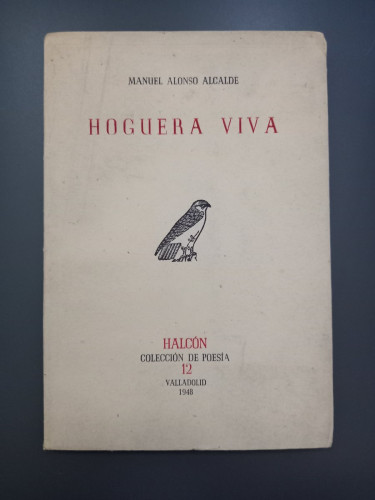 MANUEL ALONSO ALCALDE
HOGUERA VIVA
HALCÓN
COLECCIÓN DE POESÍA
12
VALLADOLID
1948